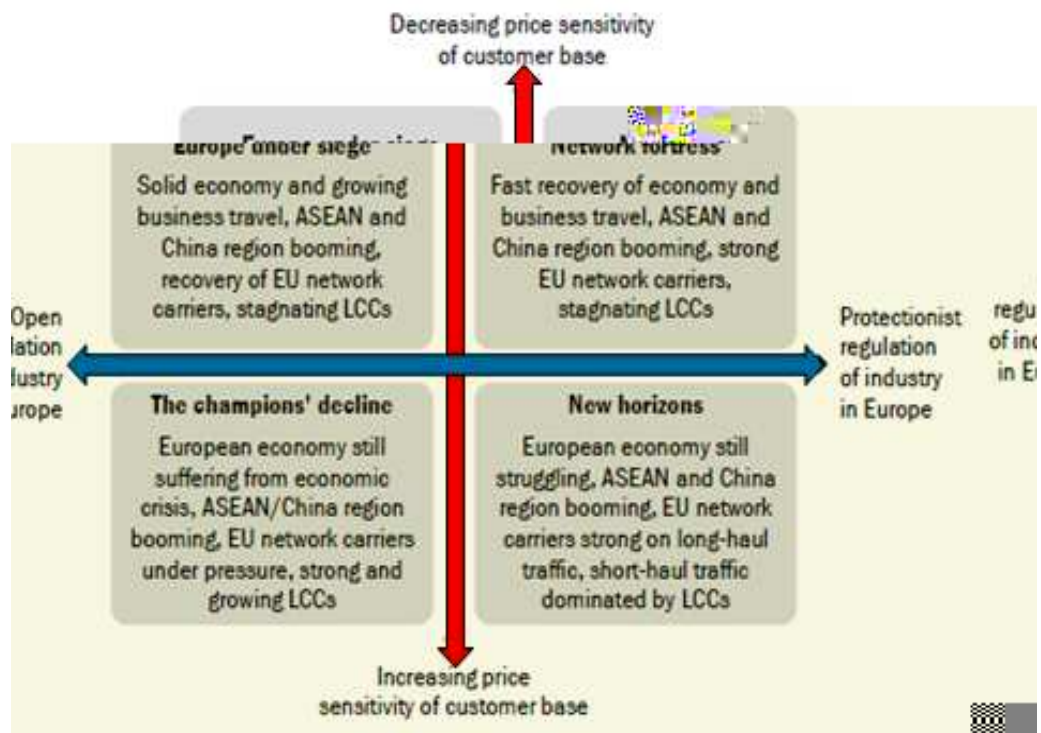 Decreasing price sensitivity
of customer base
Europe under siege
Solid economy and growing
business travel, ASEAN and
China region booming,
recovery of EU network
carriers, stagnating LCCs
Network fortress
Fast recovery of economy and
business travel, ASEAN and
China region booming, strong
EU network carriers,
stagnating LCCs
Open
Protectionist
regulation
of industry
in Europe
The champions' decline
European economy still
suffering from economic
crisis, ASEAN/China region
booming, EU network carriers
under pressure, strong and
growing LCCs
New horizons
European economy still
struggling, ASEAN and China
region booming, EU network
carriers strong on long-haul
traffic, short-haul traffic
dominated by LCCs
Increasing price
sensitivity of customer base